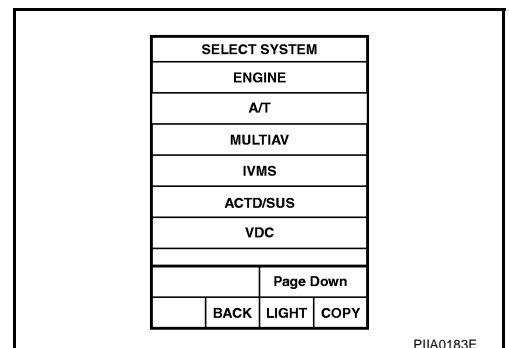 SELECT SYSTEM
ENGINE
A/T
MULTIAV
IVMS
ACTD/SUS
VDC
Page Down
BACK LIGHT COPY
PIIA0183E